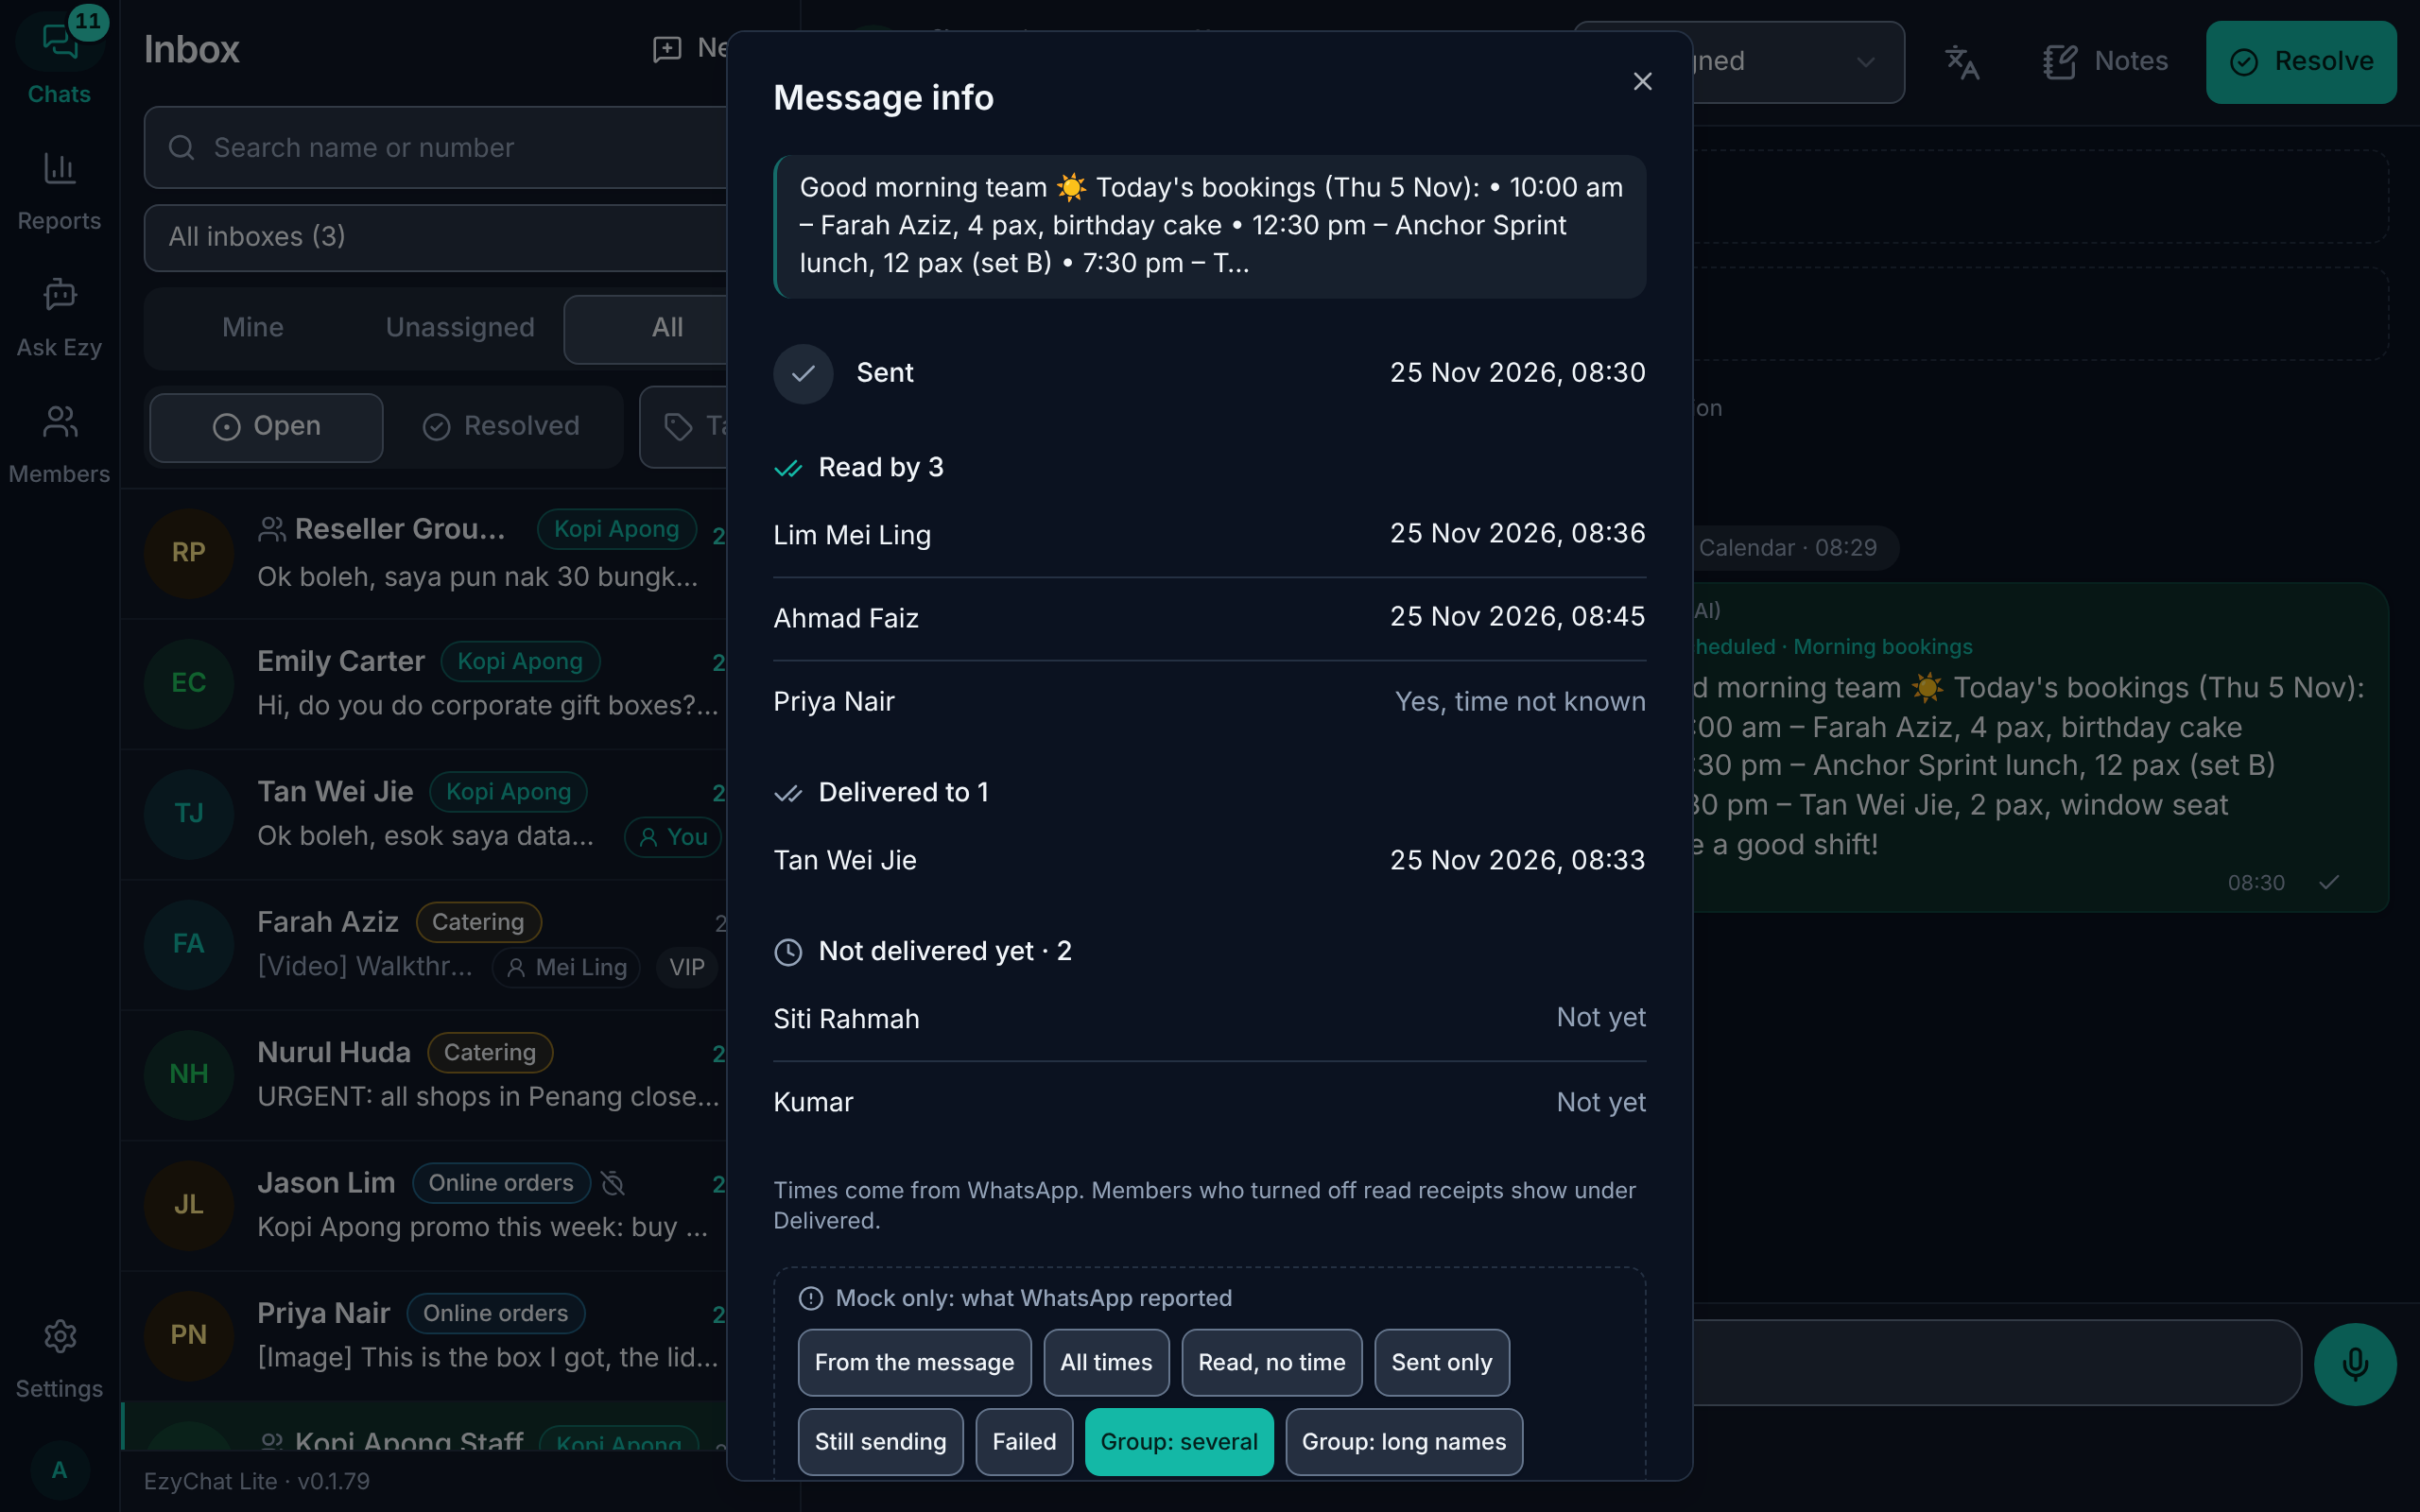 11
Chats
Reports
Ask Ezy
Members
Settings
A
Inbox
Search name or number
All inboxes (3)
Mine
Unassigned
All
Open
Resolved
RP
Reseller Grou...
Kopi Apong
Ok boleh, saya pun nak 30 bungk...
EC
Emily Carter
Kopi Apong
Hi, do you do corporate gift boxes?...
TJ
Tan Wei Jie
Kopi Apong
Ok boleh, esok saya data...
You
FA
Farah Aziz
Catering
[Video] Walkthr...
Mei Ling
VIP
NH
Nurul Huda
Catering
URGENT: all shops in Penang close...
JL
Jason Lim
Online orders
Kopi Apong promo this week: buy ...
PN
Priya Nair
Online orders
[Image] This is the box I got, the lid...
Kopi Apong Staff
Kopi Apong
EzyChat Lite · v0.1.79
Message info
Good morning team ☀️ Today's bookings (Thu 5 Nov): • 10:00 am
– Farah Aziz, 4 pax, birthday cake • 12:30 pm – Anchor Sprint
lunch, 12 pax (set B) • 7:30 pm – T...
Sent
25 Nov 2026, 08:30
Read by 3
Lim Mei Ling
25 Nov 2026, 08:36
Ahmad Faiz
25 Nov 2026, 08:45
Priya Nair
Yes, time not known
Delivered to 1
Tan Wei Jie
25 Nov 2026, 08:33
Not delivered yet · 2
Siti Rahmah
Not yet
Kumar
Not yet
Times come from WhatsApp. Members who turned off read receipts show under
Delivered.
Mock only: what WhatsApp reported
From the message
All times
Read, no time
Sent only
Still sending
Failed
Group: several
Group: long names
Notes
Resolve
Calendar · 08:29
AI)
· Morning bookings
morning team ☀️ Today's bookings (Thu 5 Nov):
00 am – Farah Aziz, 4 pax, birthday cake
30 pm – Anchor Sprint lunch, 12 pax (set B)
30 pm – Tan Wei Jie, 2 pax, window seat
a good shift!
08:30